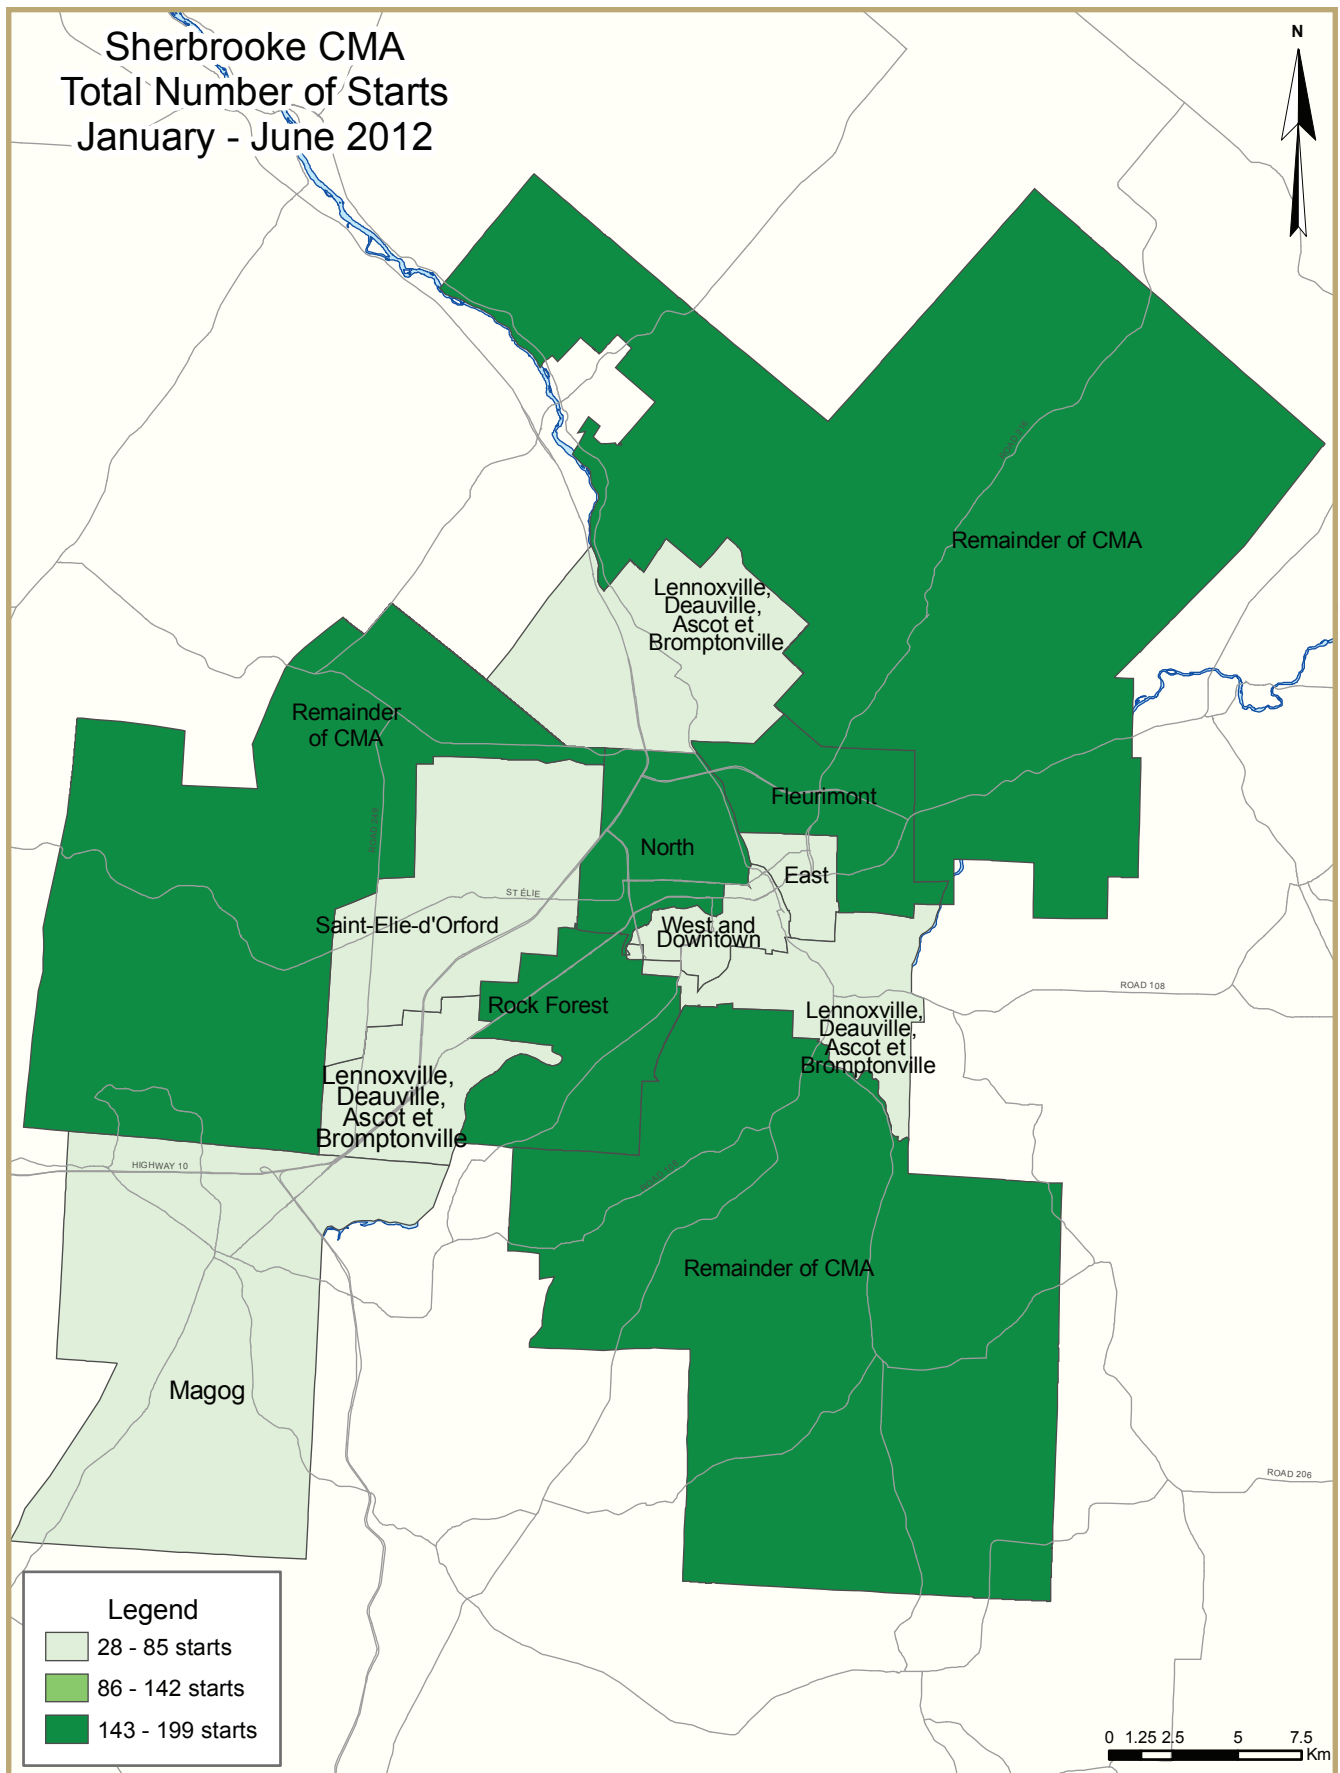 Sherbrooke CMA
Total Number of Starts
January - June 2012
N
Remainder of CMA
Lennoxville,
Deauville,
Ascot et
Bromptonville
Remainder
of CMA
Fleurimont
North
East
ST ÉLIE
Saint-Elie-d'Orford
West and
Downtown
Rock Forest
ROAD 108
Lennoxville,
Deauville,
Ascot et
Bromptonville
Lennoxville,
Deauville,
Ascot et
Bromptonville
HIGHWAY 10
Remainder of CMA
Magog
ROAD 206
Legend
28 - 85 starts
86 - 142 starts
143 - 199 starts
0 1.25 2.5 5 7.5
Km